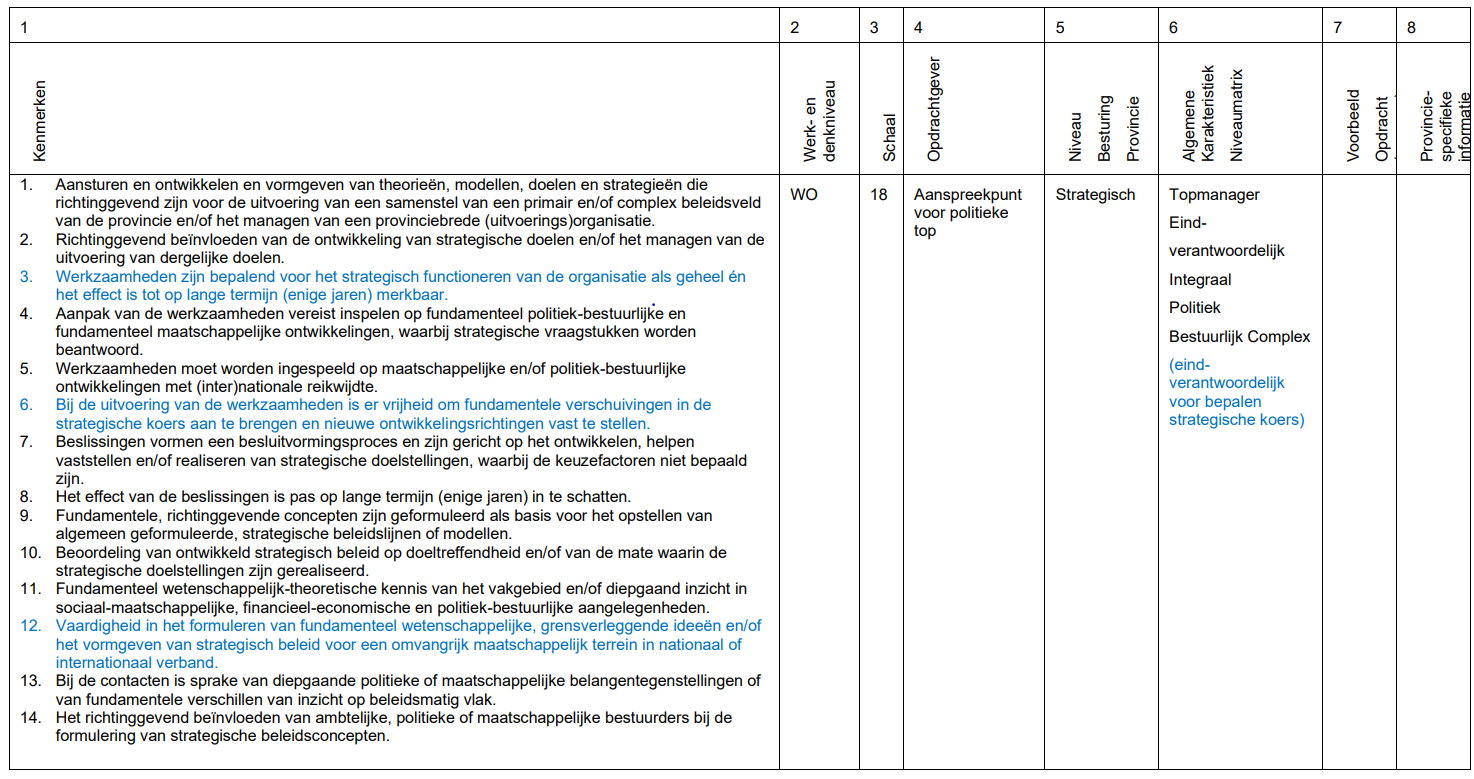 1
2
3
4
5
6
7
8
Kenmerken
Werk- en
denkniveau
Schaal
Opdrachtgever
Niveau
Besturing
Provincie
Algemene
Karakteristiek
Niveaumatrix
Voorbeeld
Opdracht
Provincie-
specifieke
informatie
1. Aansturen en ontwikkelen en vormgeven van theorieën, modellen, doelen en strategieën die
richtinggevend zijn voor de uitvoering van een samenstel van een primair en/of complex beleidsveld
van de provincie en/of het managen van een provinciebrede (uitvoerings)organisatie.
2. Richtinggevend beïnvloeden van de ontwikkeling van strategische doelen en/of het managen van de
uitvoering van dergelijke doelen.
3. Werkzaamheden zijn bepalend voor het strategisch functioneren van de organisatie als geheel én
het effect is tot op lange termijn (enige jaren) merkbaar.
4. Aanpak van de werkzaamheden vereist inspelen op fundamenteel politiek-bestuurlijke en
fundamenteel maatschappelijke ontwikkelingen, waarbij strategische vraagstukken worden
beantwoord.
5. Werkzaamheden moet worden ingespeeld op maatschappelijke en/of politiek-bestuurlijke
ontwikkelingen met (inter)nationale reikwijdte.
6. Bij de uitvoering van de werkzaamheden is er vrijheid om fundamentele verschuivingen in de
strategische koers aan te brengen en nieuwe ontwikkelingsrichtingen vast te stellen.
7. Beslissingen vormen een besluitvormingsproces en zijn gericht op het ontwikkelen, helpen
vaststellen en/of realiseren van strategische doelstellingen, waarbij de keuzefactoren niet bepaald
zijn.
8. Het effect van de beslissingen is pas op lange termijn (enige jaren) in te schatten.
9. Fundamentele, richtinggevende concepten zijn geformuleerd als basis voor het opstellen van
algemeen geformuleerde, strategische beleidslijnen of modellen.
10. Beoordeling van ontwikkeld strategisch beleid op doeltreffendheid en/of van de mate waarin de
strategische doelstellingen zijn gerealiseerd.
11. Fundamenteel wetenschappelijk-theoretische kennis van het vakgebied en/of diepgaand inzicht in
sociaal-maatschappelijke, financieel-economische en politiek-bestuurlijke aangelegenheden.
12. Vaardigheid in het formuleren van fundamenteel wetenschappelijke, grensverleggende ideeën en/of
het vormgeven van strategisch beleid voor een omvangrijk maatschappelijk terrein in nationaal of
internationaal verband.
13. Bij de contacten is sprake van diepgaande politieke of maatschappelijke belangentegenstellingen of
van fundamentele verschillen van inzicht op beleidsmatig vlak.
14. Het richtinggevend beïnvloeden van ambtelijke, politieke of maatschappelijke bestuurders bij de
formulering van strategische beleidsconcepten.
WO
18
Aanspreekpunt
voor politieke
top
Strategisch
Topmanager
Eind-
verantwoordelijk
Integraal
Politiek
Bestuurlijk Complex
(eind-
verantwoordelijk
voor bepalen
strategische koers)